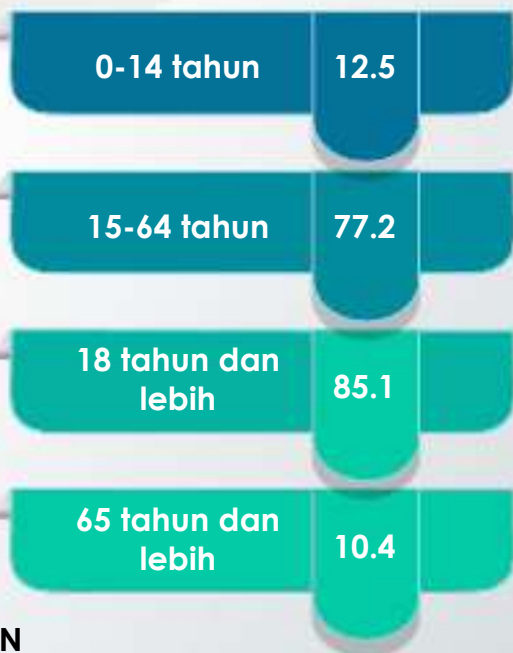 0-14 tahun 12.5
15-64 tahun 77.2
18 tahun dan
lebih
85.1
65 tahun dan
lebih
10.4
N